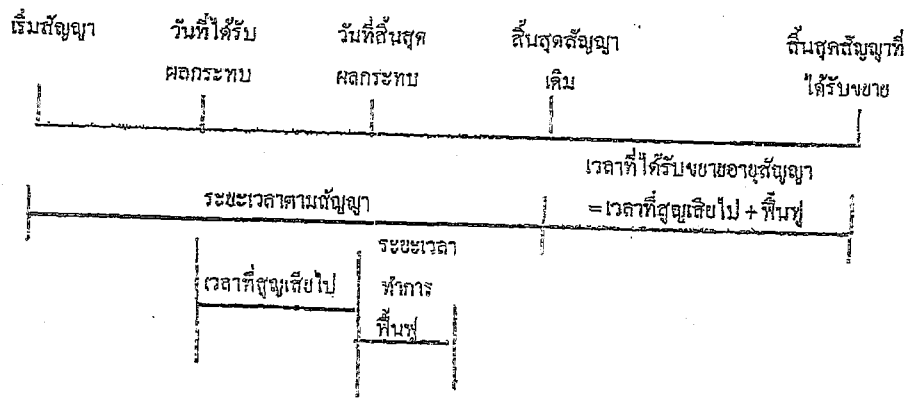 เริ่มสัญญา
วันที่ได้รับ
ผลกระทบ
วันที่สิ้นสุด
ผลกระทบ
สิ้นสุดสัญญา
เดิม
สิ้นสุดสัญญาที่
ได้รับขยาย
เวลาที่ได้รับขยายอายุสัญญา
=เวลาที่สูญเสียไป + ฟื้นฟู
ระยะเวลาตามสัญญา
เวลาที่สูญเสียไป
ระยะเวลา
ทำการ
ฟื้นฟู